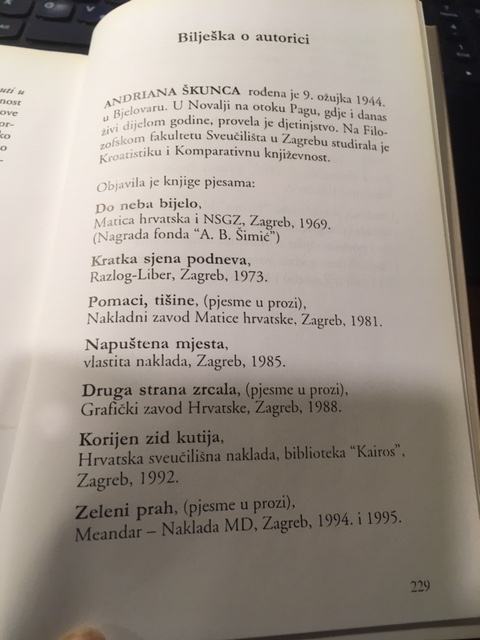 Bilješka o autorici
ANDRIANA ŠKUNCA rođena je 9. ožujka 1944.
u Bjelovaru. U Novalji na otoku Pagu, gdje i danas
živi dijelom godine, provela je djetinjstvo. Na Filo-
zofskom fakultetu Sveučilišta u Zagrebu studirala je
Kroatistiku i Komparativnu književnost.
Objavila je knjige pjesama:
Do neba bijelo,
Matica hrvatska i NSGZ, Zagreb, 1969.
(Nagrada fonda “A. B. Šimić”)
Kratka sjena podneva,
Razlog-Liber, Zagreb, 1973.
Pomaci, tišine, (pjesme u prozi),
Nakladni zavod Matice hrvatske, Zagreb, 1981.
Napuštena mjesta,
vlastita naklada, Zagreb, 1985.
Druga strana zrcala, (pjesme u prozi),
Grafički zavod Hrvatske, Zagreb, 1988.
Korijen zid kutija,
Hrvatska sveučilišna naklada, biblioteka “Kairos”,
Zagreb, 1992.
Zeleni prah, (pjesme u prozi),
Meandar – Naklada MD, Zagreb, 1994. i 1995.
229